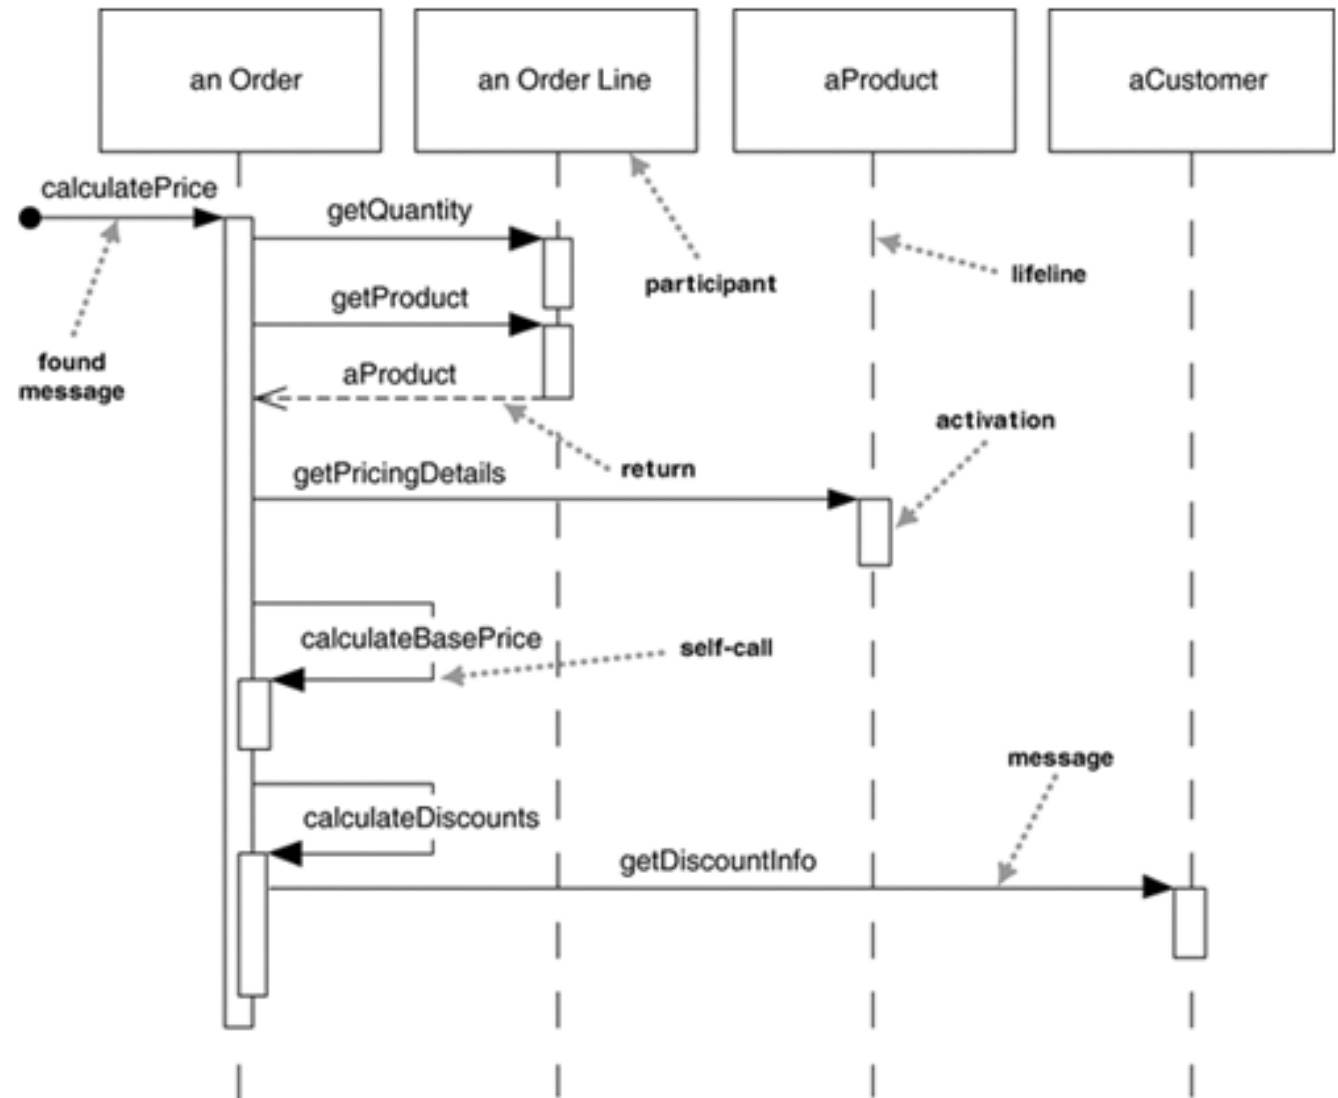 an Order
an Order Line
aProduct
aCustomer
calculatePrice
getQuantity
participant
lifeline
getProduct
found
message
aProduct
activation
return
getPricingDetails
calculateBasePrice
self-call
message
calculateDiscounts
getDiscountInfo